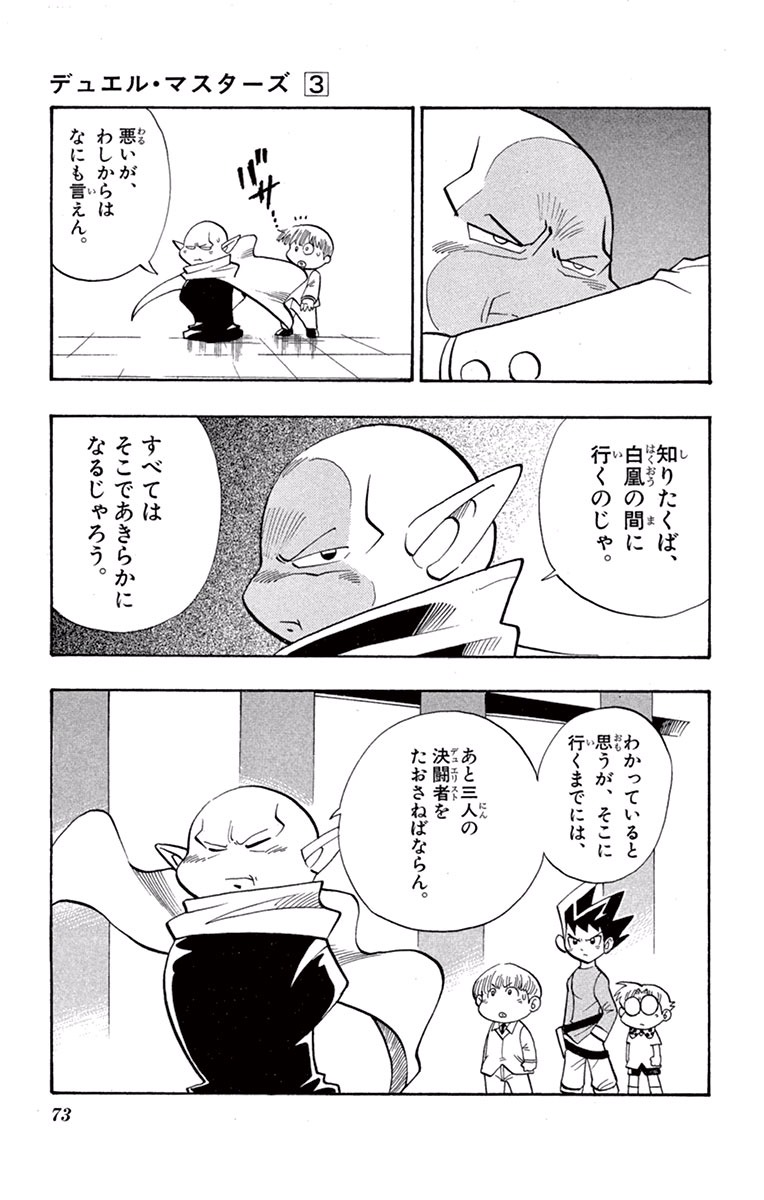 デュエル・マスターズ 3
悪いが、
わしからは
なにも言えん。
バッ
知りたくば、
白凰の間に
行くのじゃ。
すべては
そこであきらかに
なるじゃろう。
わかっていると
思うが、そこに
行くまでには、
あと三人の
決闘者を
たおさねばならん。
73